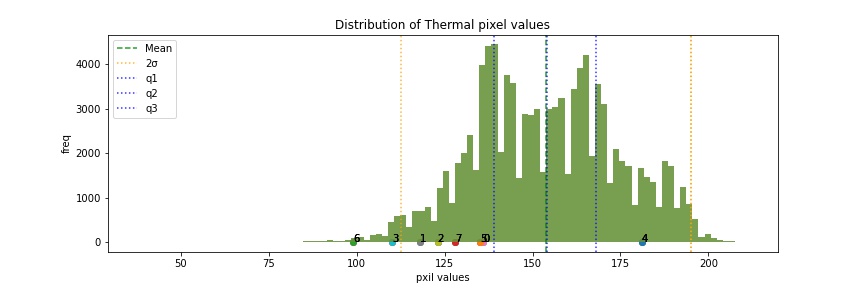 Distribution of Thermal pixel values
Mean
2σ
q1
q2
q3
freq
4000
3000
2000
1000
0
6 3 1 2 7 5 0 4
50 75 100 125 150 175 200
pxil values